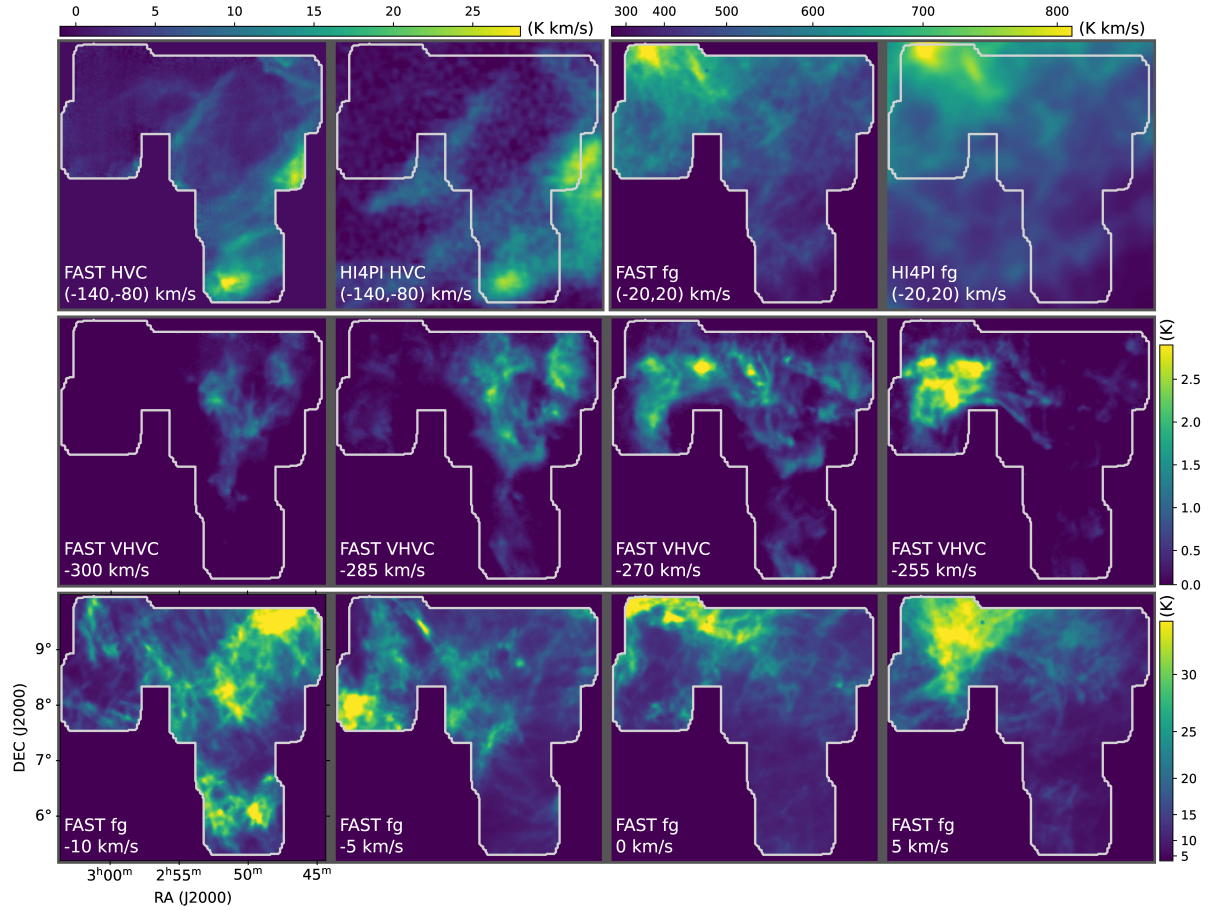 0 5 10 15 20 25 (K km/s) 300 400 500 600 700 800 (K km/s)
FAST HVC
(-140,-80) km/s
HI4PI HVC
(-140,-80) km/s
FAST fg
(-20,20) km/s
HI4PI fg
(-20,20) km/s
FAST VHVC
-300 km/s
FAST VHVC
-285 km/s
FAST VHVC
-270 km/s
FAST VHVC
-255 km/s
(K)
2.5
2.0
1.5
1.0
0.5
0.0
DEC (J2000)
9°
8°
7°
6°
FAST fg
-10 km/s
FAST fg
-5 km/s
FAST fg
0 km/s
FAST fg
5 km/s
(K)
30
25
20
15
10
5
3ʰ00ᵐ 2ʰ55ᵐ 50ᵐ 45ᵐ
RA (J2000)